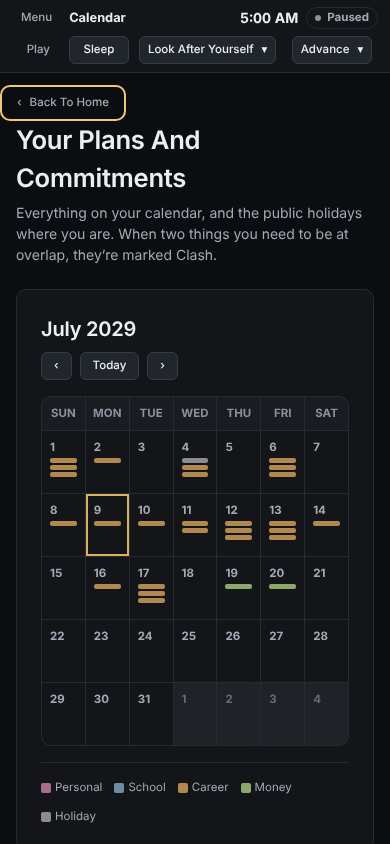 Menu Calendar 5:00 AM Paused
Play Sleep Look After Yourself ▾ Advance ▾
‹ Back To Home
Your Plans And
Commitments
Everything on your calendar, and the public holidays
where you are. When two things you need to be at
overlap, they’re marked Clash.
July 2029
‹ Today ›
SUN MON TUE WED THU FRI SAT
1 2 3 4 5 6 7
8 9 10 11 12 13 14
15 16 17 18 19 20 21
22 23 24 25 26 27 28
29 30 31 1 2 3 4
Personal School Career Money
Holiday